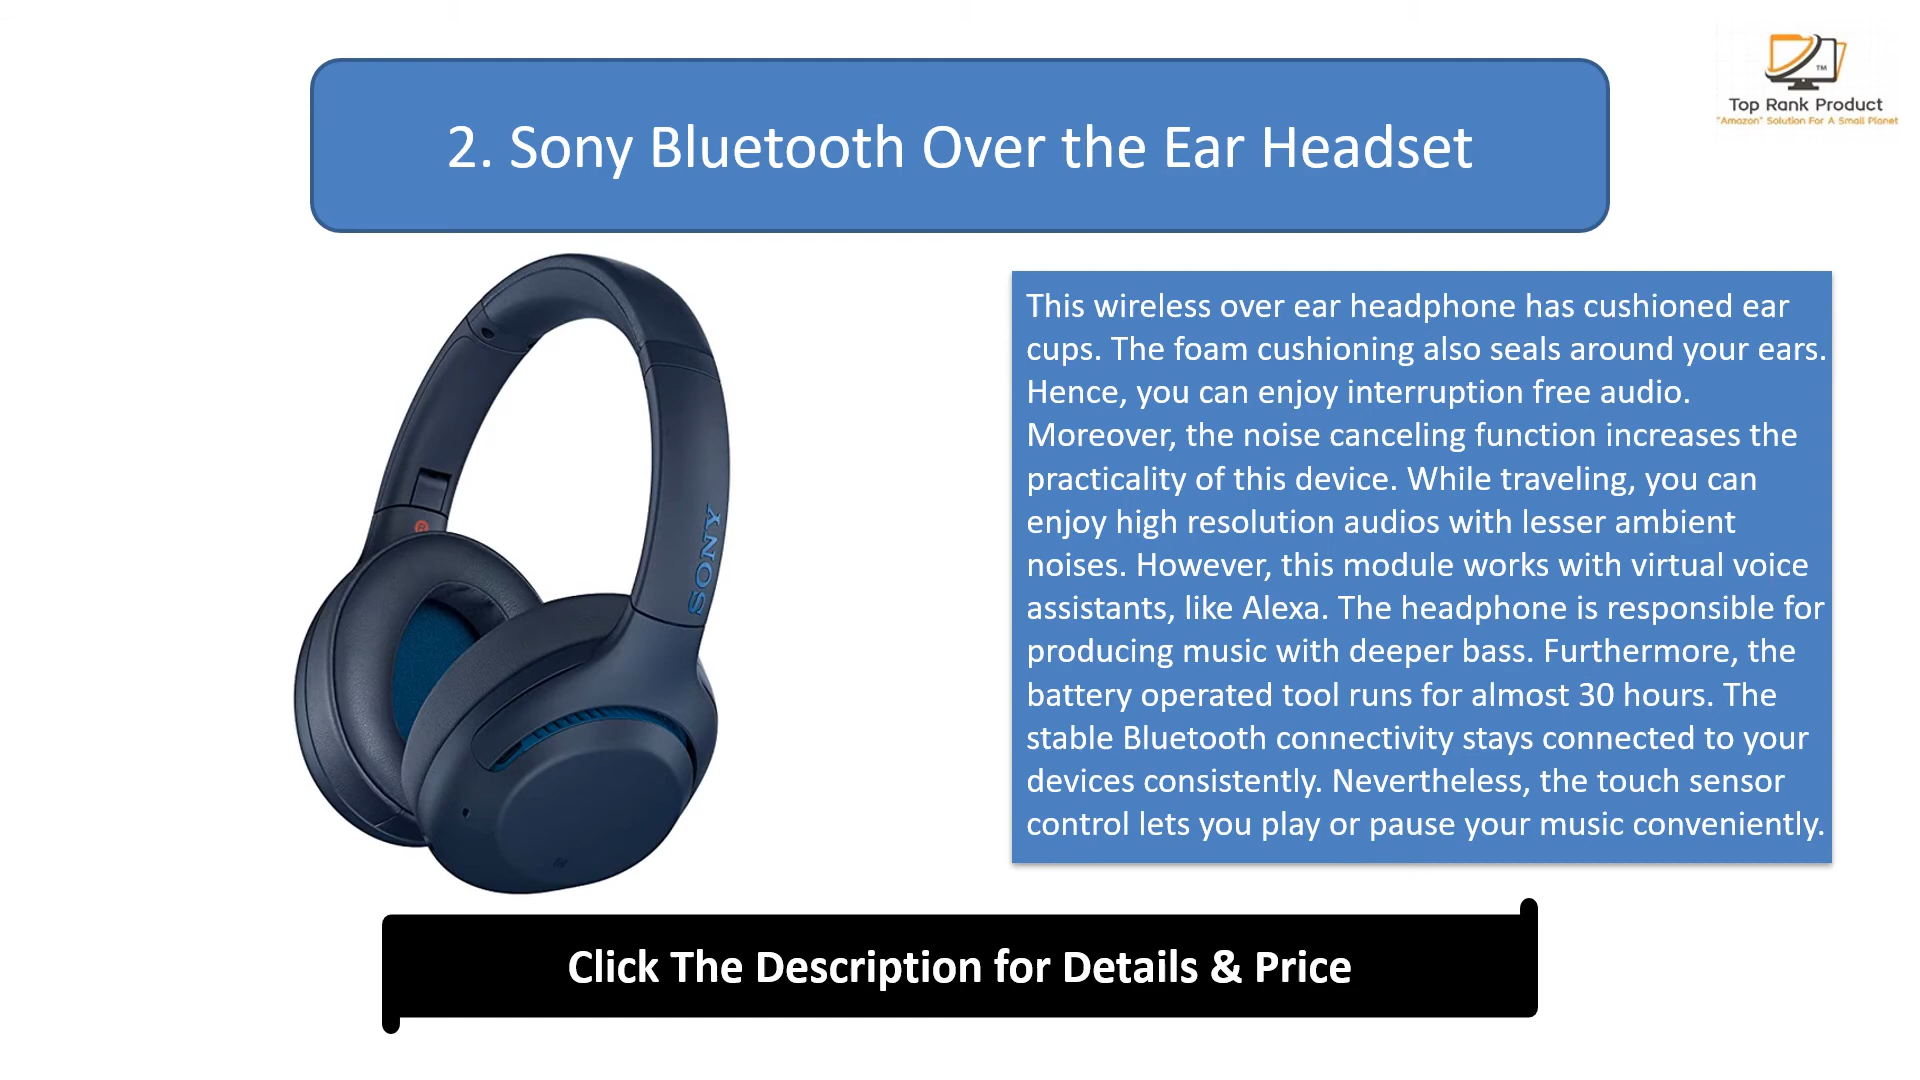 Top Rank Product
"Amazon" Solution For A Small Planet
TM
2. Sony Bluetooth Over the Ear Headset
SONY
R
This wireless over ear headphone has cushioned ear
cups. The foam cushioning also seals around your ears.
Hence, you can enjoy interruption free audio.
Moreover, the noise canceling function increases the
practicality of this device. While traveling, you can
enjoy high resolution audios with lesser ambient
noises. However, this module works with virtual voice
assistants, like Alexa. The headphone is responsible for
producing music with deeper bass. Furthermore, the
battery operated tool runs for almost 30 hours. The
stable Bluetooth connectivity stays connected to your
devices consistently. Nevertheless, the touch sensor
control lets you play or pause your music conveniently.
Click The Description for Details & Price